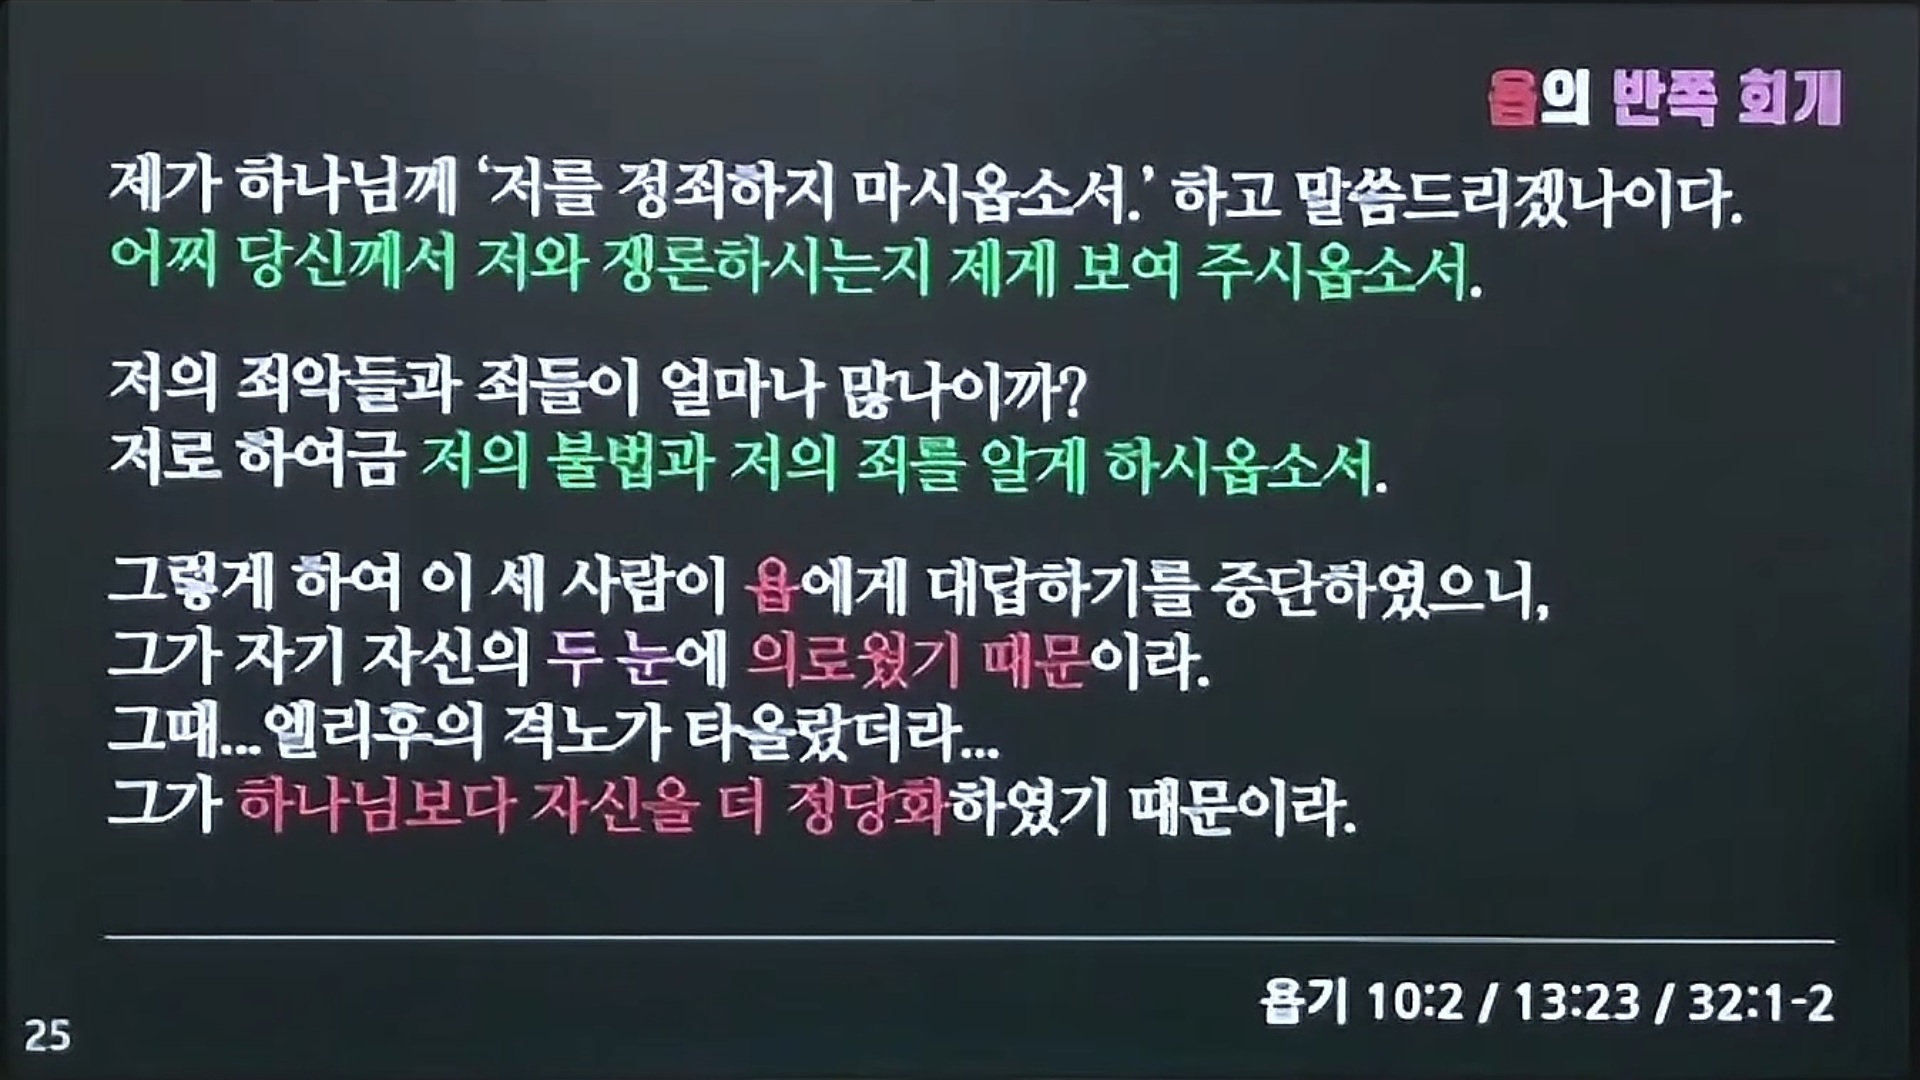 욥의 반쪽 회개
제가 하나님께 ‘저를 정죄하지 마시옵소서.’ 하고 말씀드리겠나이다.
어찌 당신께서 저와 쟁론하시는지 제게 보여 주시옵소서.
저의 죄악들과 죄들이 얼마나 많나이까?
저로 하여금 저의 불법과 저의 죄를 알게 하시옵소서.
그렇게 하여 이 세 사람이 욥에게 대답하기를 중단하였으니,
그가 자기 자신의 두 눈에 의로웠기 때문이라.
그때...엘리후의 격노가 타올랐더라...
그가 하나님보다 자신을 더 정당화하였기 때문이라.
욥기 10:2 / 13:23 / 32:1-2
25